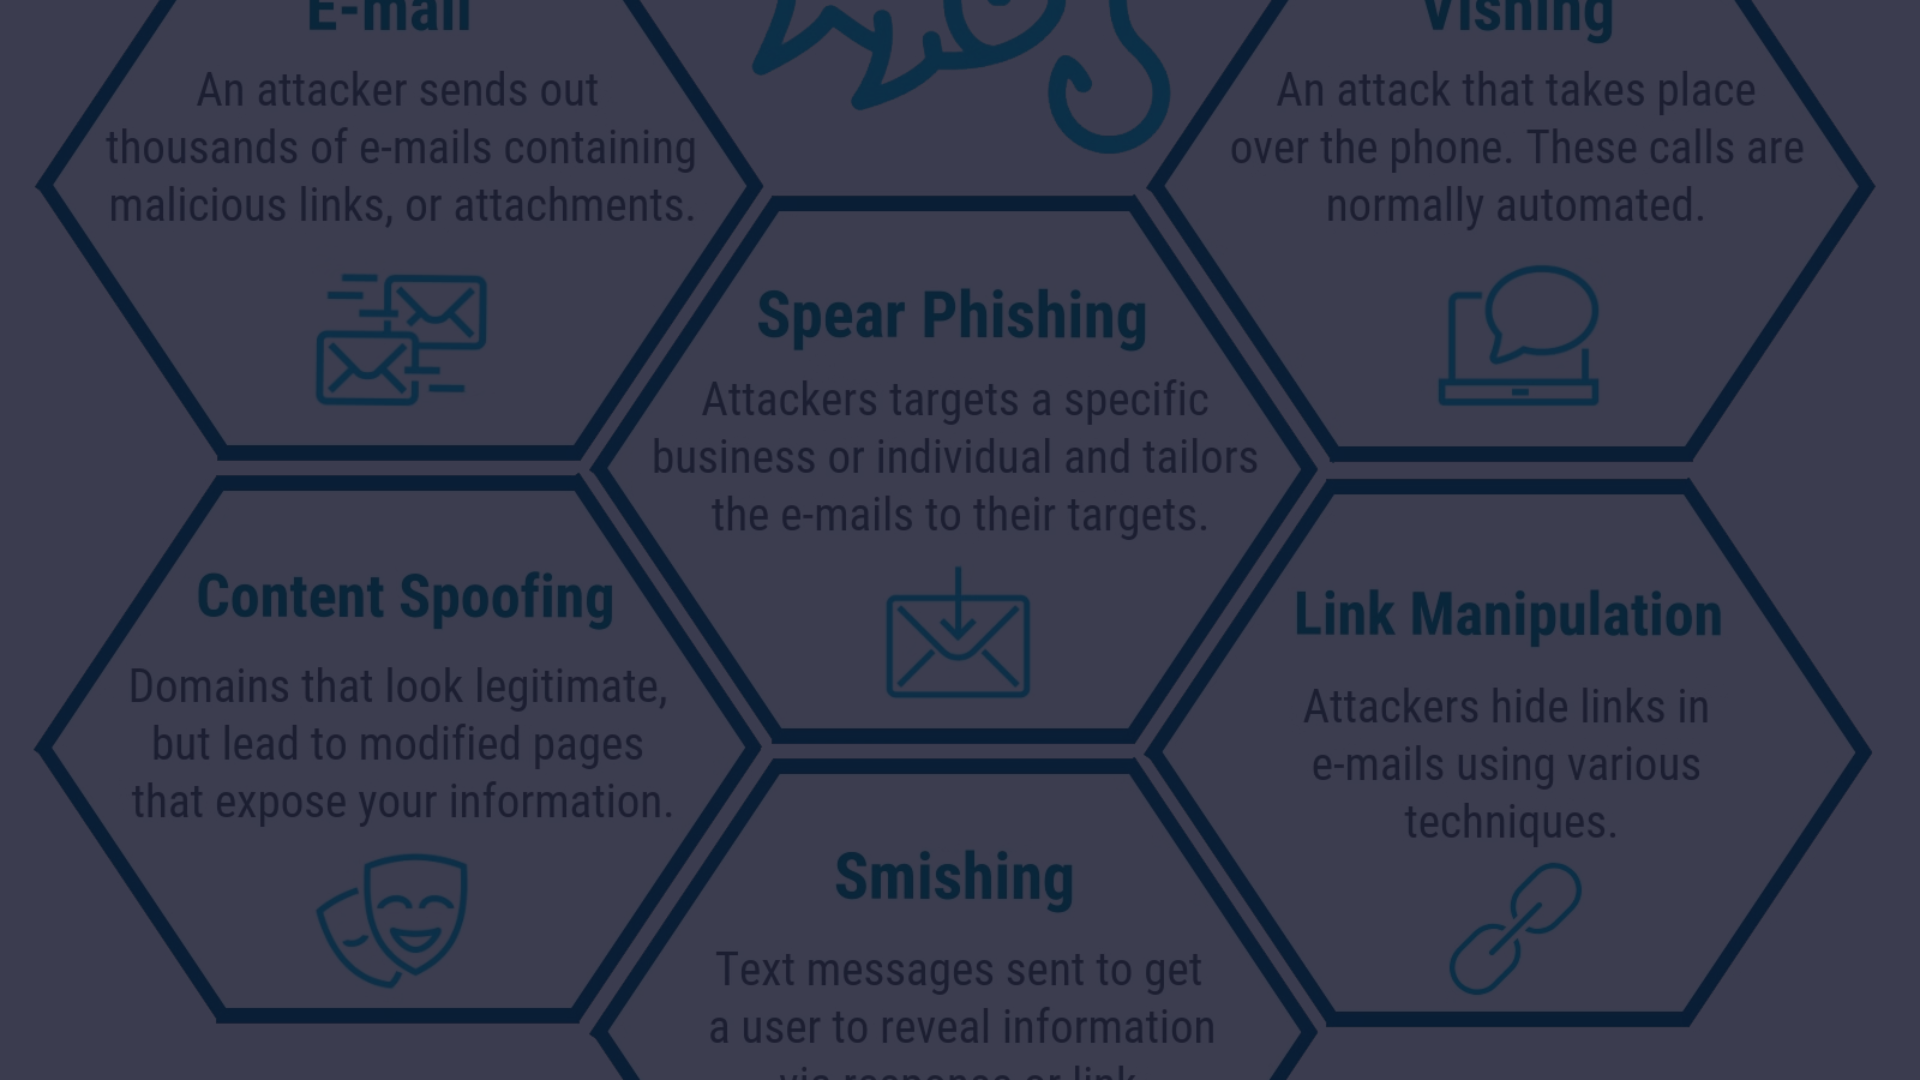 E-mail
An attacker sends out
thousands of e-mails containing
malicious links, or attachments.
Vishing
An attack that takes place
over the phone. These calls are
normally automated.
Spear Phishing
Attackers targets a specific
business or individual and tailors
the e-mails to their targets.
Content Spoofing
Domains that look legitimate,
but lead to modified pages
that expose your information.
Link Manipulation
Attackers hide links in
e-mails using various
techniques.
Smishing
Text messages sent to get
a user to reveal information
via response or link